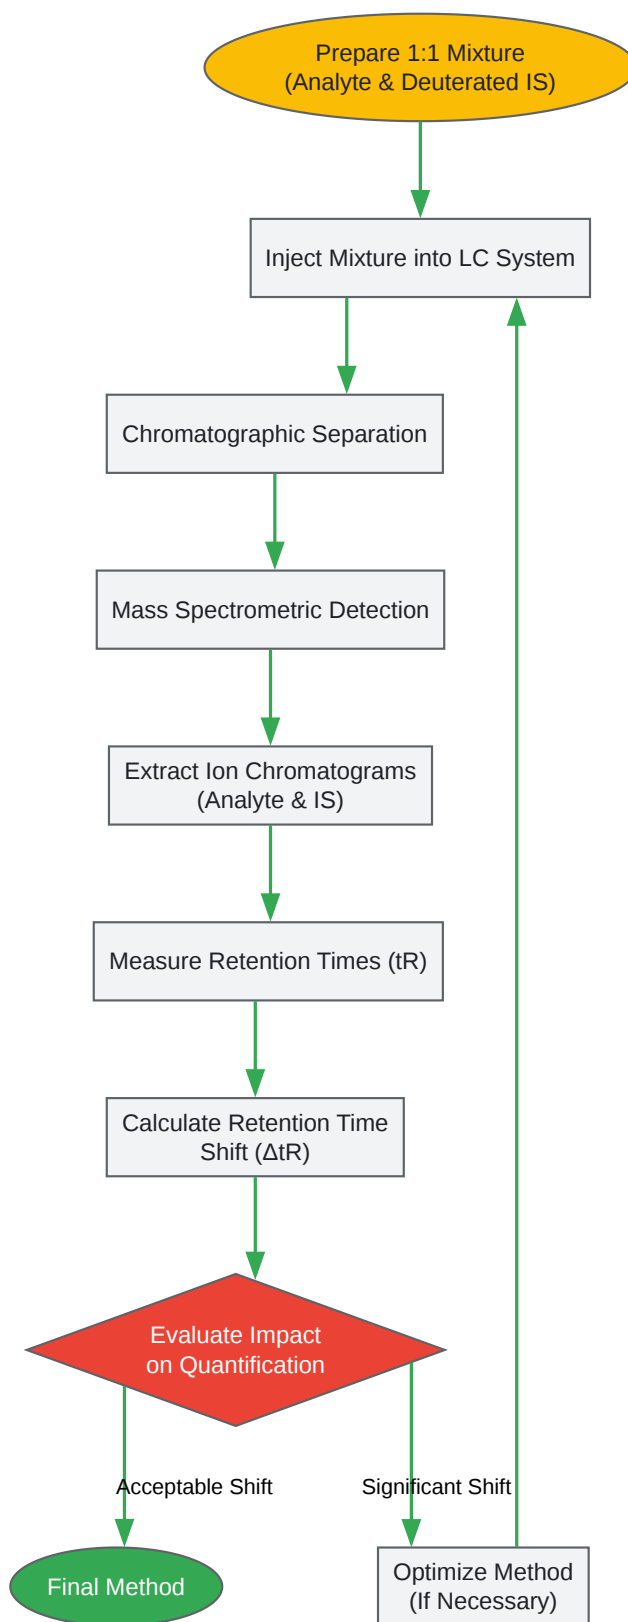 Prepare 1:1 Mixture
(Analyte & Deuterated IS)
Inject Mixture into LC System
Chromatographic Separation
Mass Spectrometric Detection
Extract Ion Chromatograms
(Analyte & IS)
Measure Retention Times (tR)
Calculate Retention Time
Shift (ΔtR)
Evaluate Impact
on Quantification
Acceptable Shift
Significant Shift
Final Method
Optimize Method
(If Necessary)